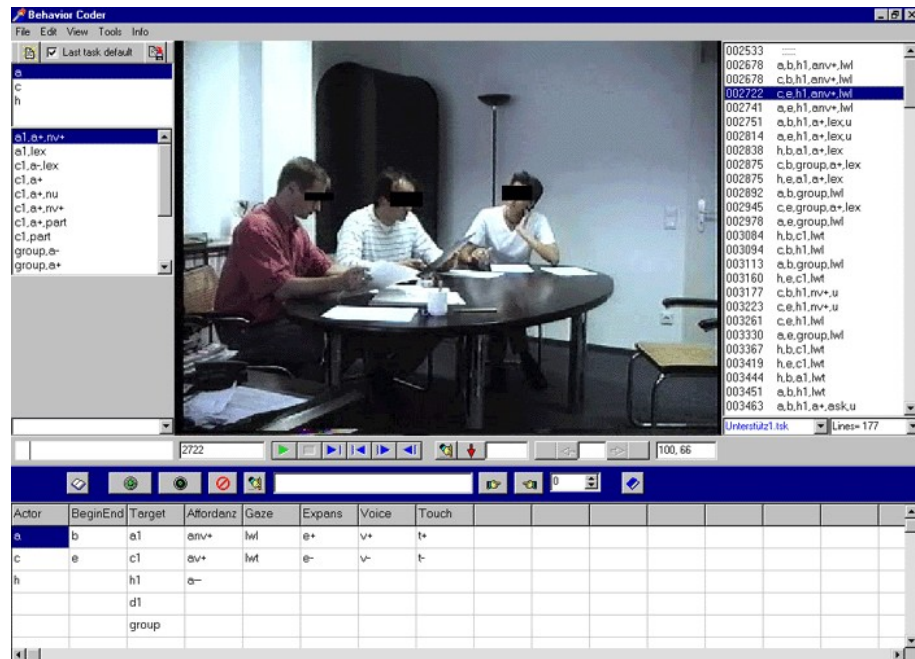 Behavior Coder
File Edit View Tools Info
Last task default
a
c
h
a1,a+,nv+
a1,lex
c1,a-,lex
c1,a+
c1,a+,nu
c1,a+,nv+
c1,a+,part
c1,part
group,a-
group,a+
002533 :::::
002678 a,b,h1,anv+,lwl
002678 c,b,h1,anv+,lwl
002722 c,e,h1,anv+,lwl
002741 a,e,h1,anv+,lwl
002751 a,b,h1,a+,lex,u
002814 a,e,h1,a+,lex,u
002838 h,b,a1,a+,lex
002875 c,b,group,a+,lex
002875 h,e,a1,a+,lex
002892 a,b,group,lwl
002945 c,e,group,a+,lex
002978 a,e,group,lwl
003084 h,b,c1,lwt
003094 c,b,h1,lwl
003113 a,b,group,lwl
003160 h,e,c1,lwt
003177 c,b,h1,nv+,u
003223 c,e,h1,nv+,u
003261 c,e,h1,lwl
003330 a,e,group,lwl
003367 h,b,c1,lwt
003419 h,e,c1,lwt
003444 h,b,a1,lwt
003451 a,b,h1,lwt
003463 a,b,h1,a+,ask,u
Unterstütz1.tsk Lines= 177
2722 100, 66
0
Actor BeginEnd Target Affordanz Gaze Expans Voice Touch
a b a1 anv+ lwl e+ v+ t+
c e c1 av+ lwt e- v- t-
h h1 a--
d1
group